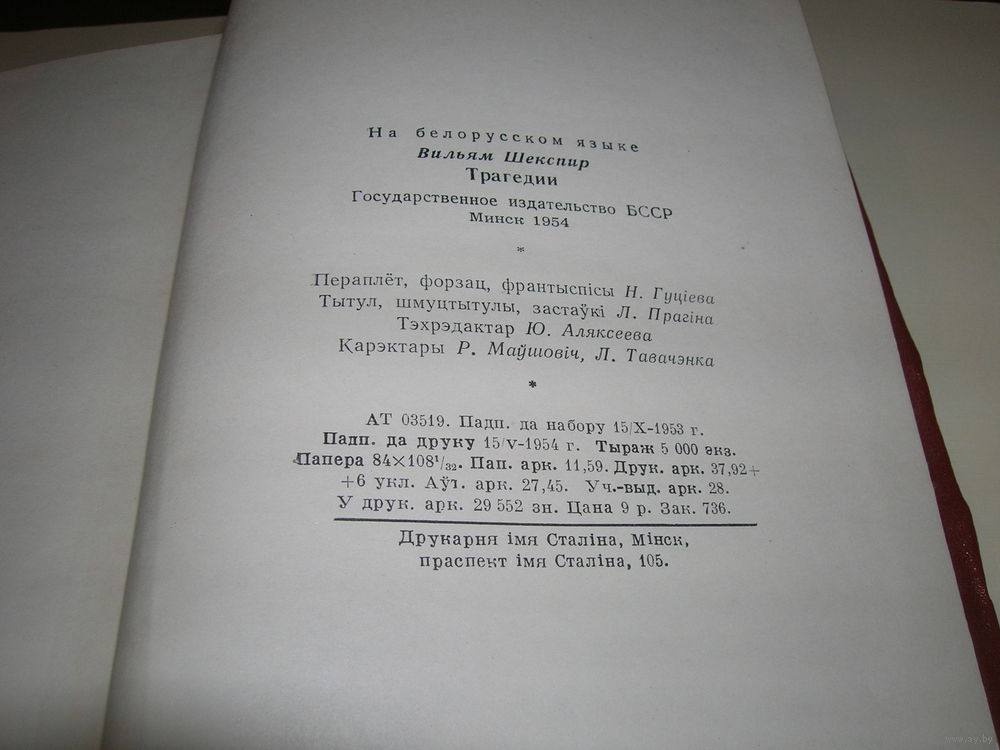 На белорусском языке
Вильям Шекспир
Трагедии
Государственное издательство БССР
Минск 1954
*
Пераплёт, форзац, франтыспісы Н. Гуціева
Тытул, шмуцтытулы, застаўкі Л. Прагіна
Тэхрэдактар Ю. Аляксеева
Карэктары Р. Маўшовіч, Л. Тавачэнка
*
АТ 03519. Падп. да набору 15/X-1953 г.
Падп. да друку 15/V-1954 г. Тыраж 5 000 экз.
Папера 84×108¹/₃₂. Пап. арк. 11,59. Друк. арк. 37,92+
+6 укл. Аўт. арк. 27,45. Уч.-выд. арк. 28.
У друк. арк. 29 552 зн. Цана 9 р. Зак. 736.
Друкарня імя Сталіна, Мінск,
праспект імя Сталіна, 105.
www.ay.by